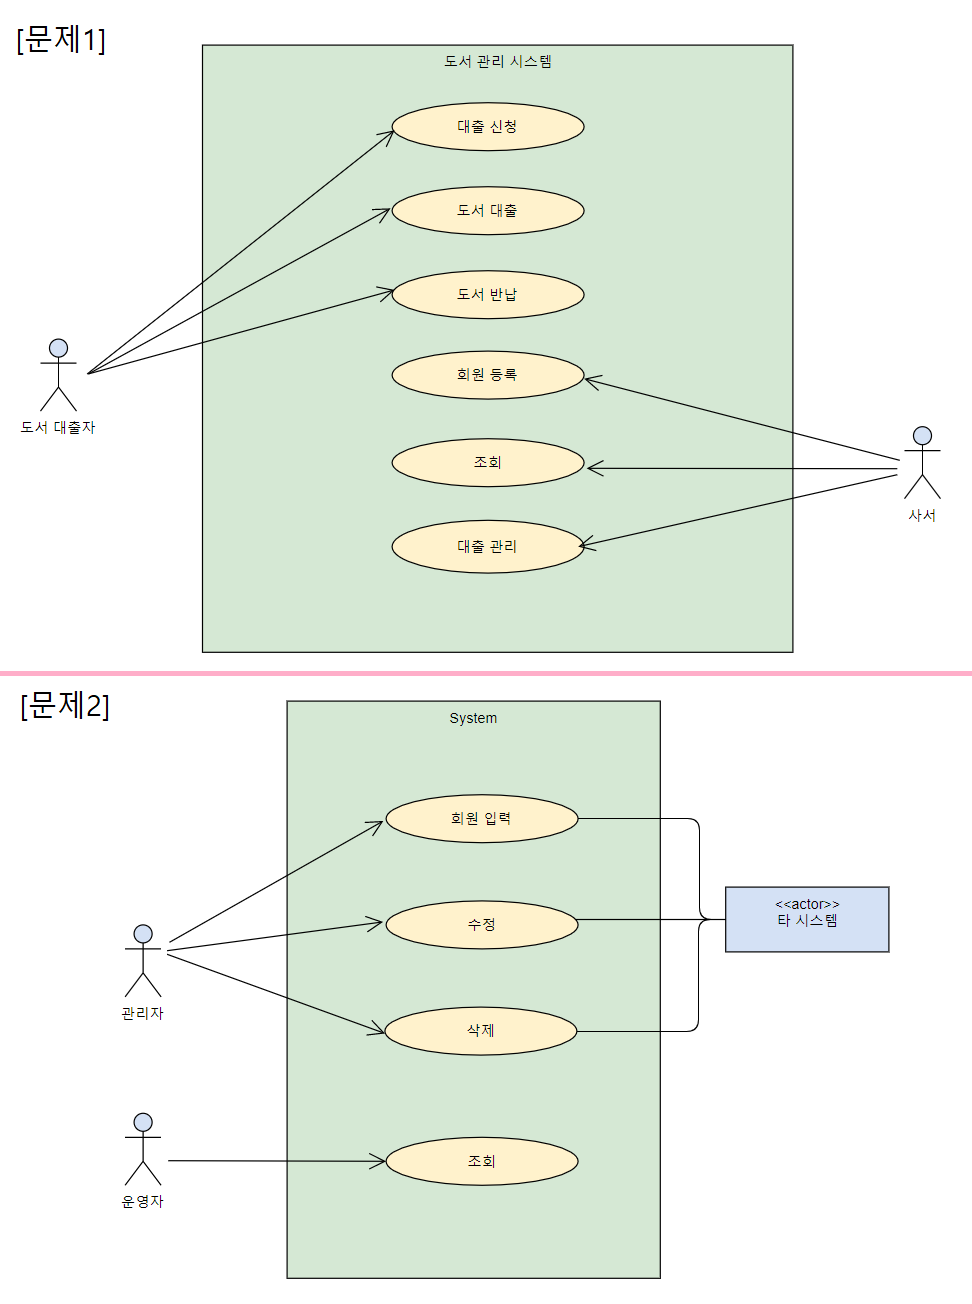 [문제1]
도서 관리 시스템
대출 신청
도서 대출
도서 반납
회원 등록
조회
대출 관리
도서 대출자
사서
[문제2]
System
회원 입력
수정
삭제
조회
<<actor>>
타 시스템
관리자
운영자